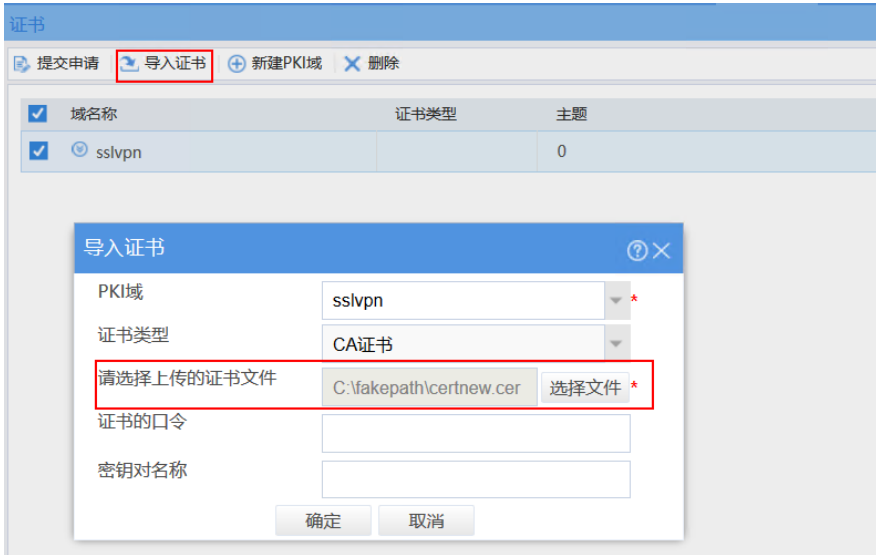 证书
提交申请 导入证书 新建PKI域 删除
域名称 证书类型 主题
sslvpn 0
导入证书
PKI域 sslvpn *
证书类型 CA证书
请选择上传的证书文件 C:\fakepath\certnew.cer 选择文件 *
证书的口令
密钥对名称
确定 取消